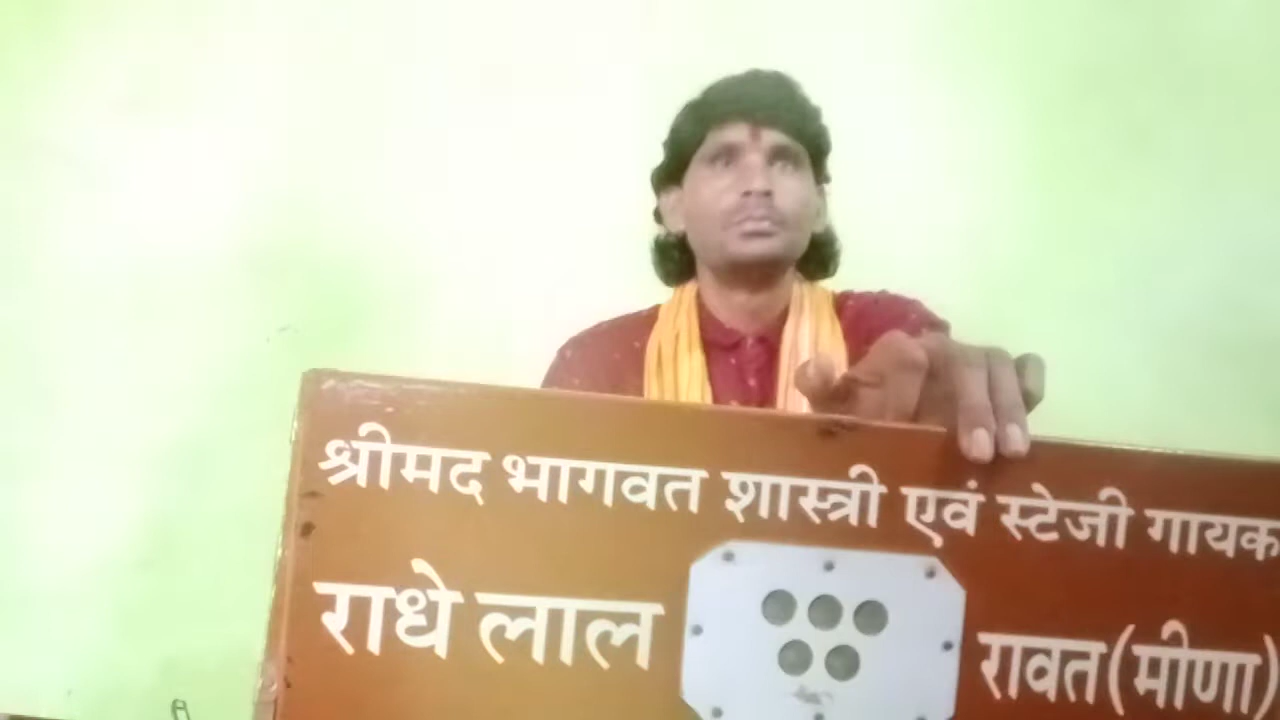 श्रीमद भागवत शास्त्री एवं स्टेजी गायक
राधे लाल रावत (मीणा)